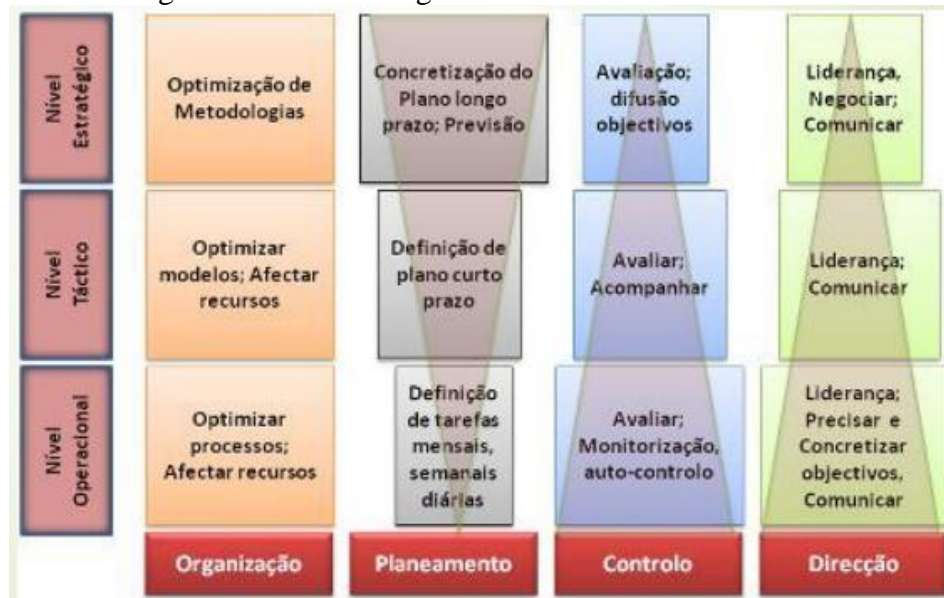 Nível
Estratégico
Optimização de
Metodologias
Concretização do
Plano longo
prazo; Previsão
Avaliação;
difusão
objectivos
Liderança,
Negociar;
Comunicar
Nível
Táctico
Optimizar
modelos; Afectar
recursos
Definição de
plano curto
prazo
Avaliar;
Acompanhar
Liderança;
Comunicar
Nível
Operacional
Optimizar
processos;
Afectar recursos
Definição
de tarefas
mensais,
semanais
diárias
Avaliar;
Monitorização,
auto-controlo
Liderança;
Precisar e
Concretizar
objectivos,
Comunicar
Organização
Planeamento
Controlo
Direcção